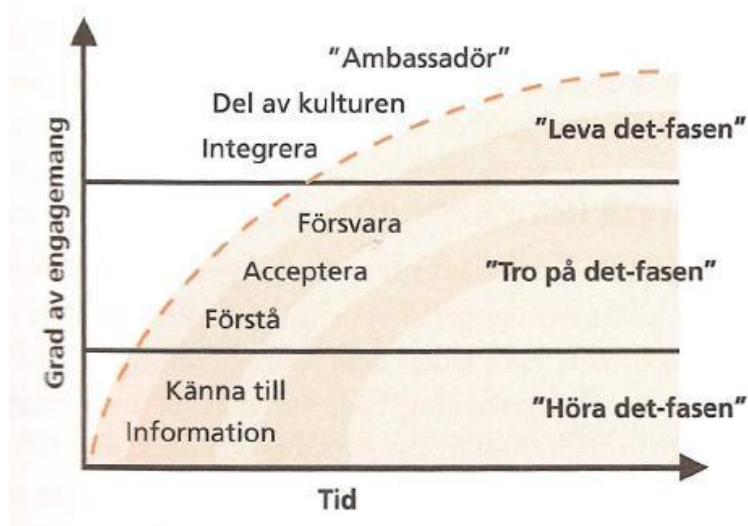 "Ambassadör"
Del av kulturen
Integrera
"Leva det-fasen"
Försvara
Acceptera
Förstå
"Tro på det-fasen"
Känna till
Information
"Höra det-fasen"
Grad av engagemang
Tid